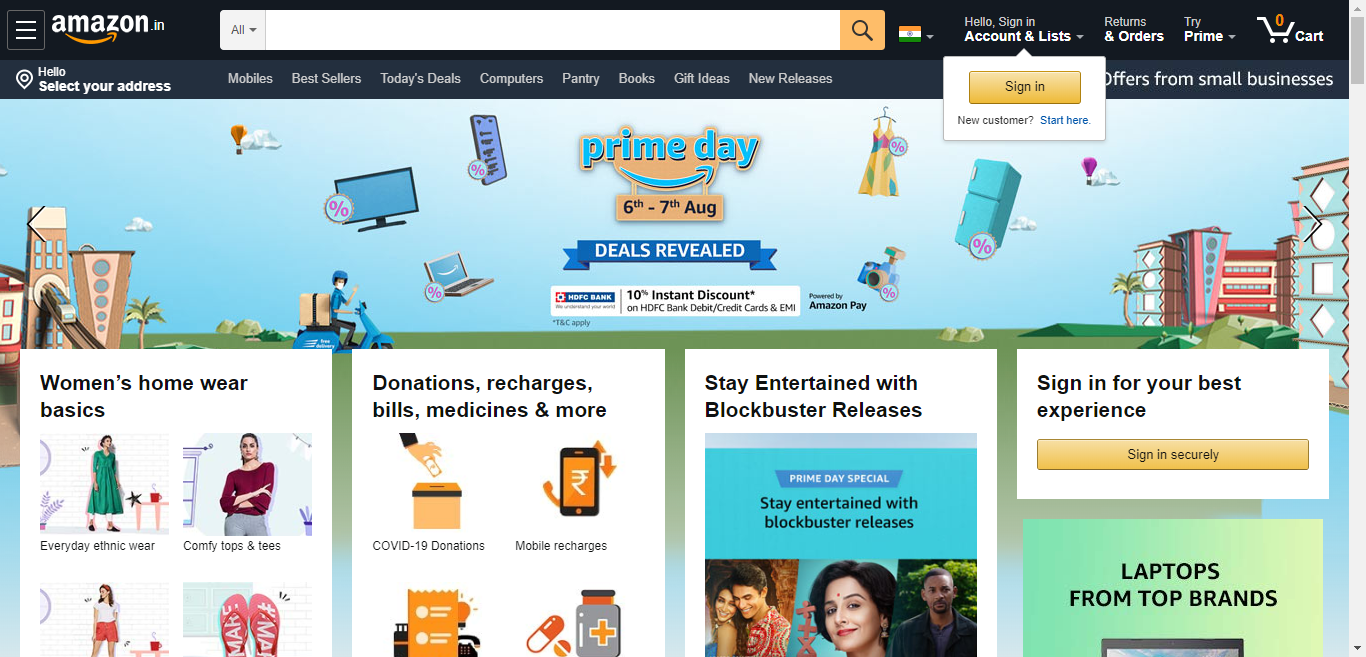 amazon.in
All
Hello, Sign in
Account & Lists
Returns
& Orders
Try
Prime
0
Cart
Hello
Select your address
Mobiles
Best Sellers
Today's Deals
Computers
Pantry
Books
Gift Ideas
New Releases
Offers from small businesses
Sign in
New customer? Start here.
prime day
6th - 7th Aug
DEALS REVEALED
HDFC BANK
We understand your world
10% Instant Discount*
on HDFC Bank Debit/Credit Cards & EMI
*T&C apply
Powered by
Amazon Pay
%
%
%
%
%
%
free
delivery
Women's home wear
basics
Everyday ethnic wear
Comfy tops & tees
Donations, recharges,
bills, medicines & more
COVID-19 Donations
₹
Mobile recharges
Stay Entertained with
Blockbuster Releases
PRIME DAY SPECIAL
Stay entertained with
blockbuster releases
Sign in for your best
experience
Sign in securely
LAPTOPS
FROM TOP BRANDS